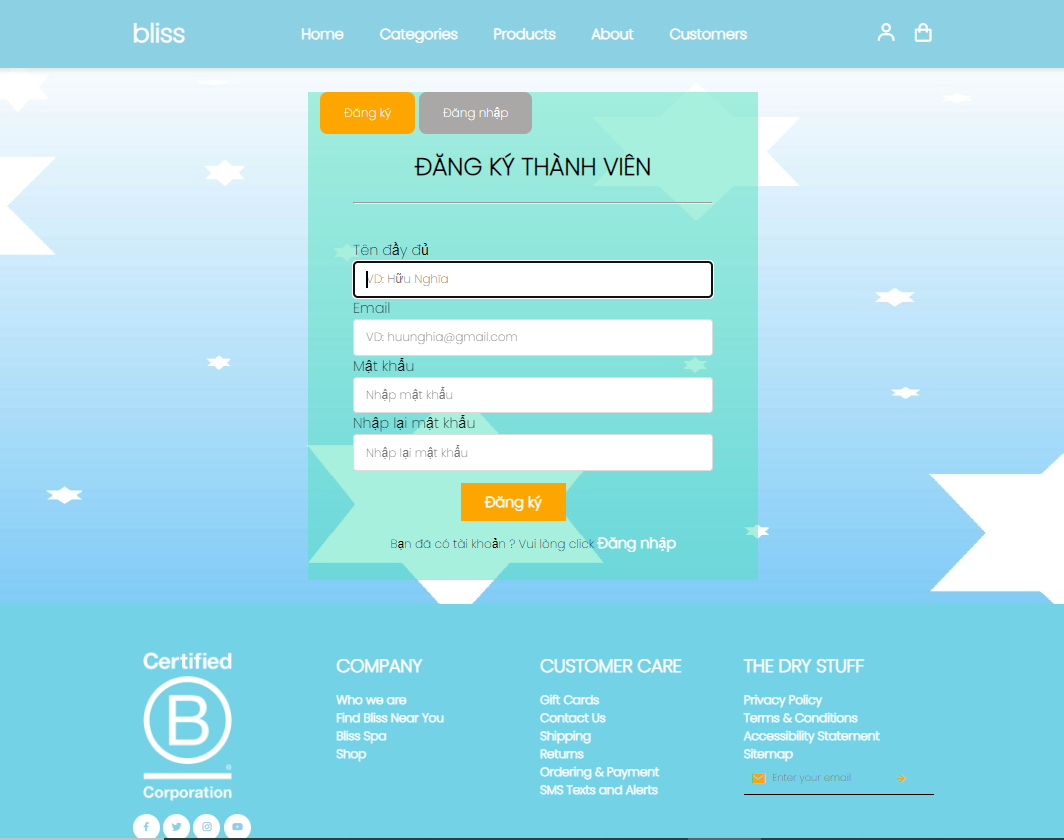 bliss
Home Categories Products About Customers
Đăng ký Đăng nhập
ĐĂNG KÝ THÀNH VIÊN
Tên đầy đủ
VD: Hữu Nghĩa
Email
VD: huunghia@gmail.com
Mật khẩu
Nhập mật khẩu
Nhập lại mật khẩu
Nhập lại mật khẩu
Đăng ký
Bạn đã có tài khoản ? Vui lòng click Đăng nhập
Certified
B
®
Corporation
COMPANY
Who we are
Find Bliss Near You
Bliss Spa
Shop
CUSTOMER CARE
Gift Cards
Contact Us
Shipping
Returns
Ordering & Payment
SMS Texts and Alerts
THE DRY STUFF
Privacy Policy
Terms & Conditions
Accessibility Statement
Sitemap
Enter your email